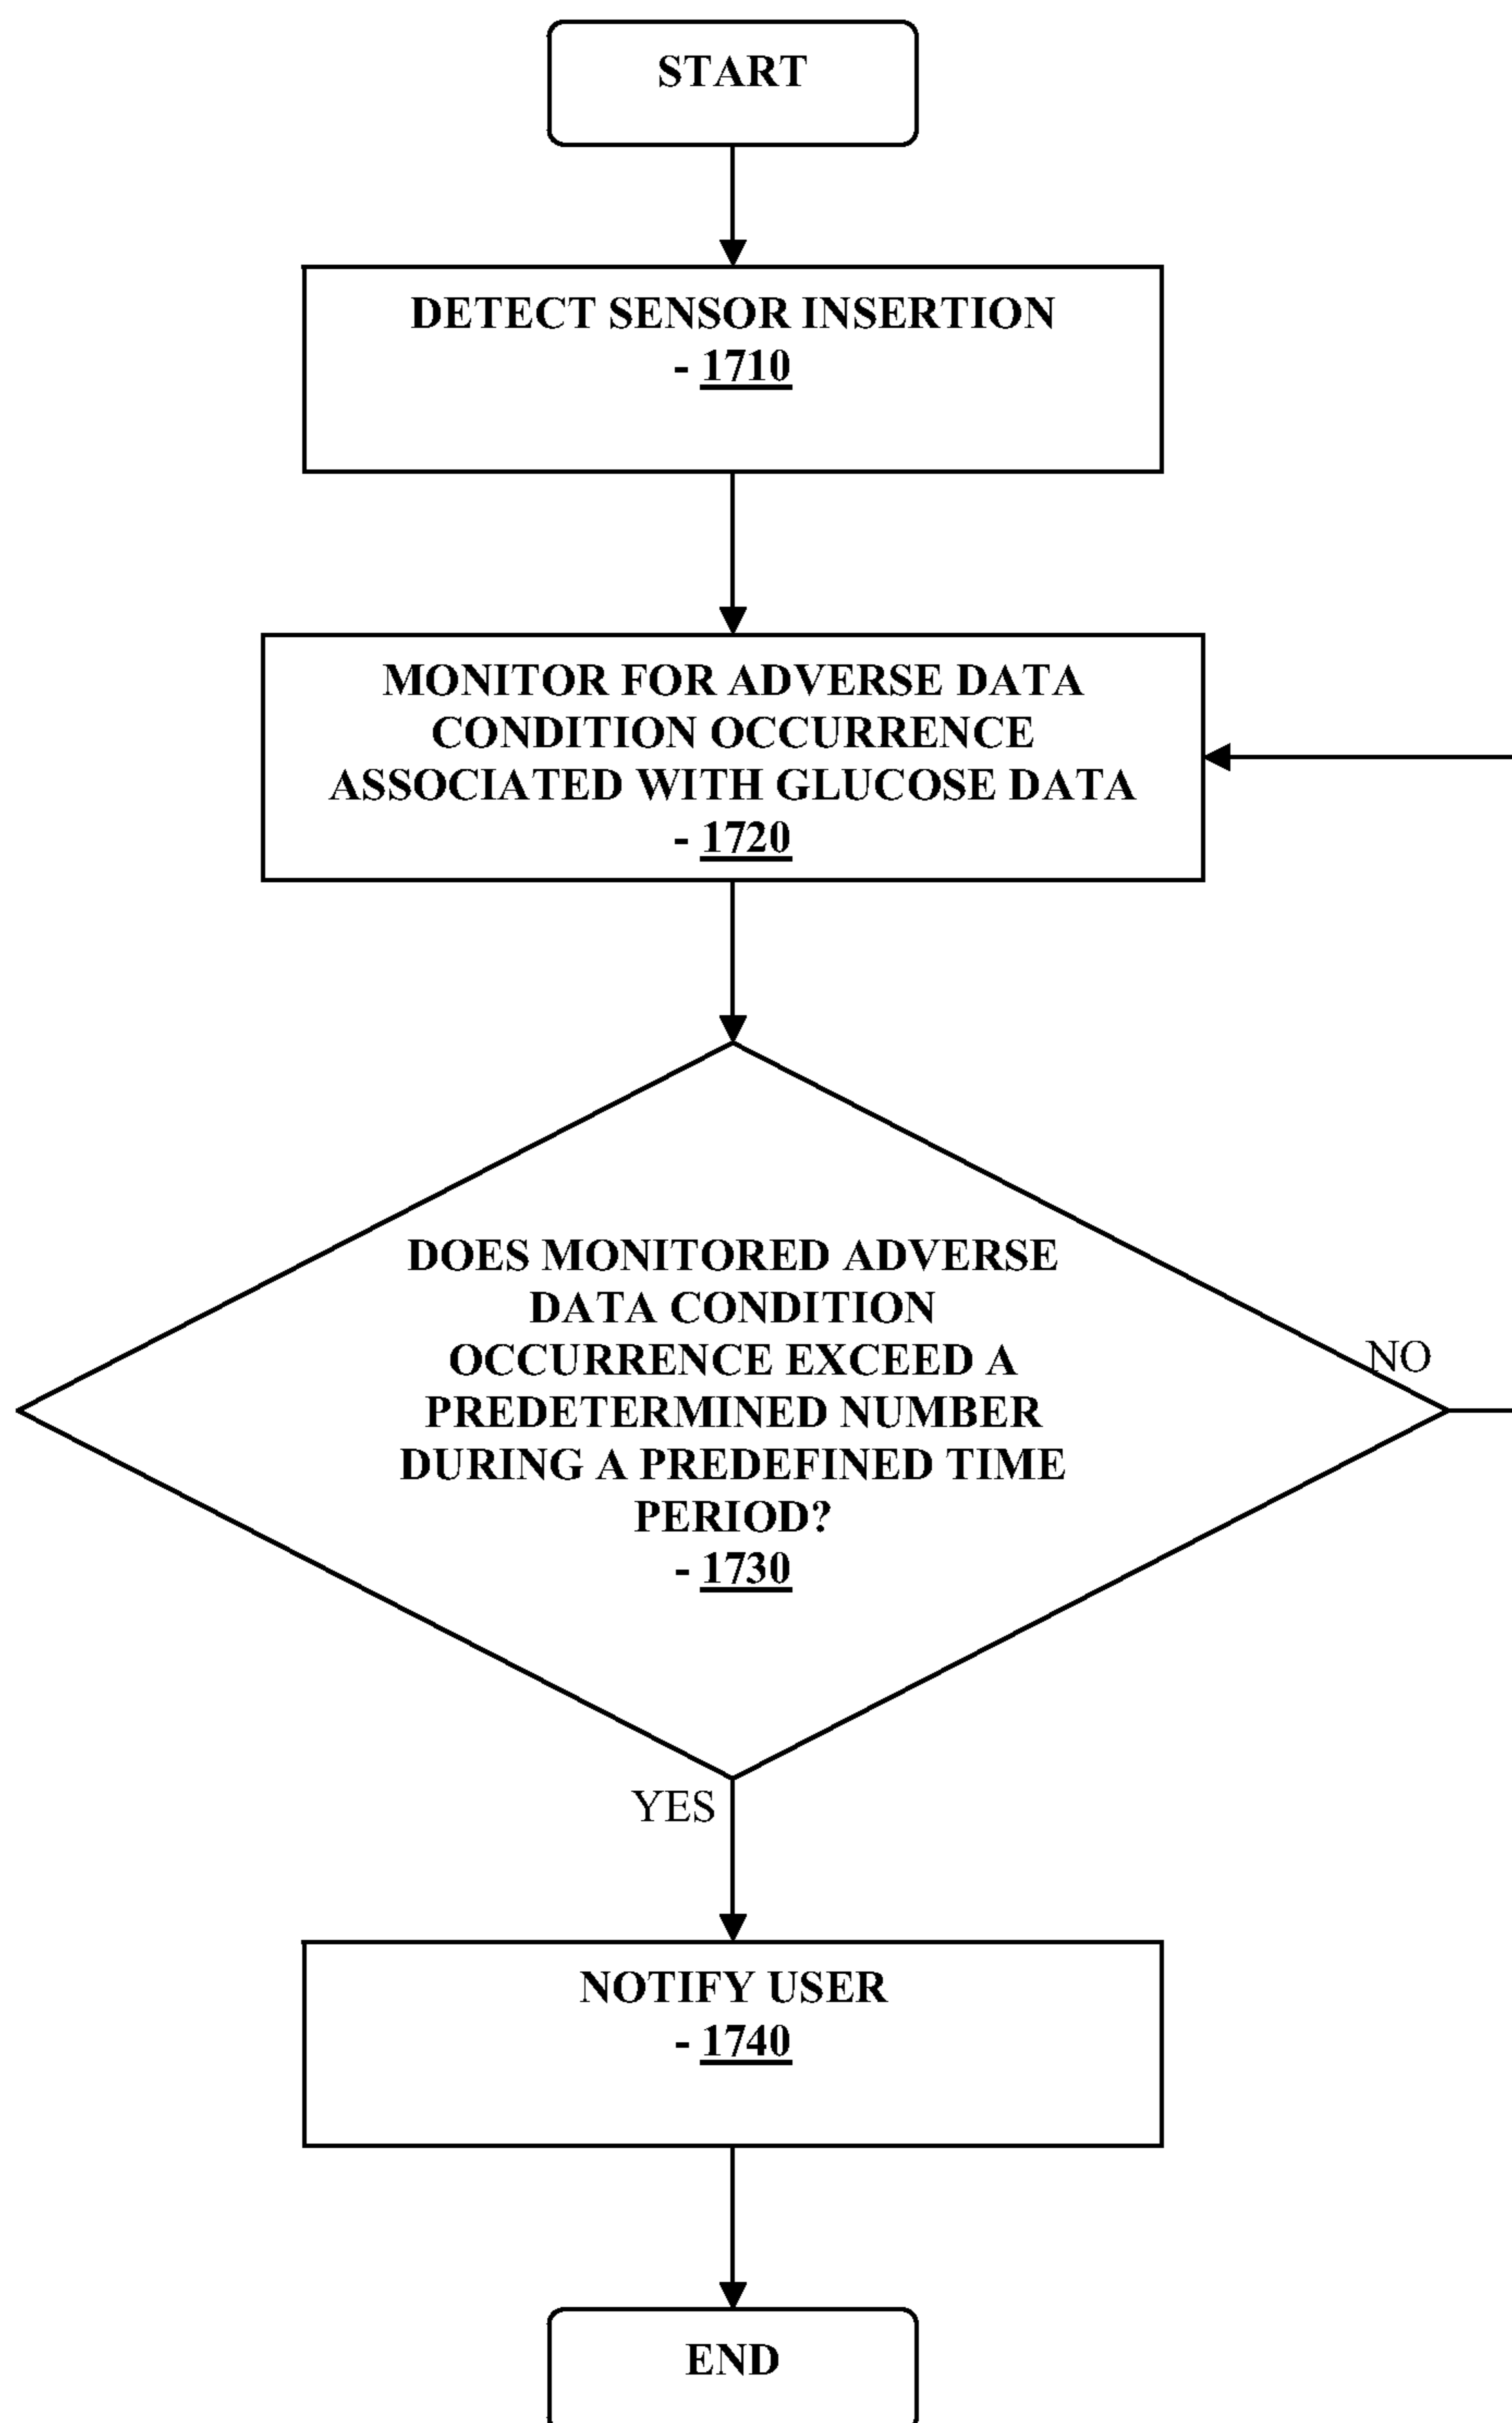 START
DETECT SENSOR INSERTION
- 1710
MONITOR FOR ADVERSE DATA
CONDITION OCCURRENCE
ASSOCIATED WITH GLUCOSE DATA
- 1720
DOES MONITORED ADVERSE
DATA CONDITION
OCCURRENCE EXCEED A
PREDETERMINED NUMBER
DURING A PREDEFINED TIME
PERIOD?
- 1730
NO
YES
NOTIFY USER
- 1740
END